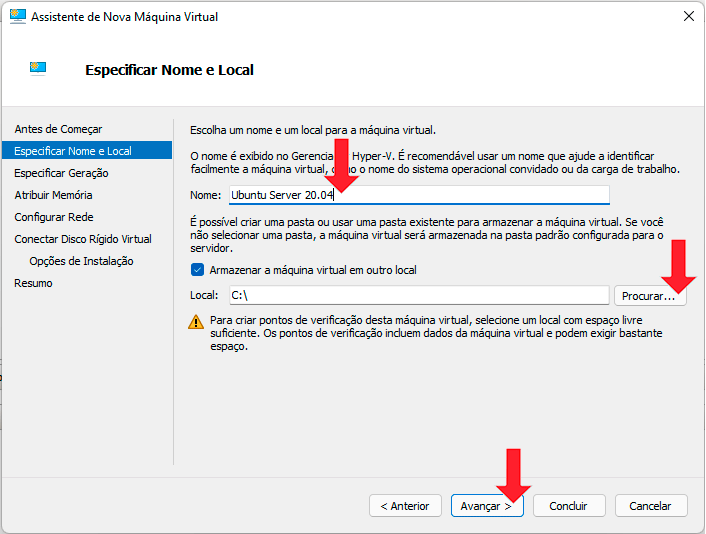 Assistente de Nova Máquina Virtual
Especificar Nome e Local
Antes de Começar
Especificar Nome e Local
Especificar Geração
Atribuir Memória
Configurar Rede
Conectar Disco Rígido Virtual
Opções de Instalação
Resumo
Escolha um nome e um local para a máquina virtual.
O nome é exibido no Hyper-V. É recomendável usar um nome que ajude a identificar
facilmente a máquina virtual, o nome do sistema operacional convidado ou da carga de trabalho.
Nome: Ubuntu Server 20.04
É possível criar uma pasta ou usar uma pasta existente para armazenar a máquina virtual. Se você
não selecionar uma pasta, a máquina virtual será armazenada na pasta padrão configurada para o
servidor.
Armazenar a máquina virtual em outro local
Local: C:\ Procurar...
Para criar pontos de verificação desta máquina virtual, selecione um local com espaço livre
suficiente. Os pontos de verificação incluem dados da máquina virtual e podem exigir bastante
espaço.
< Anterior Avançar > Concluir Cancelar